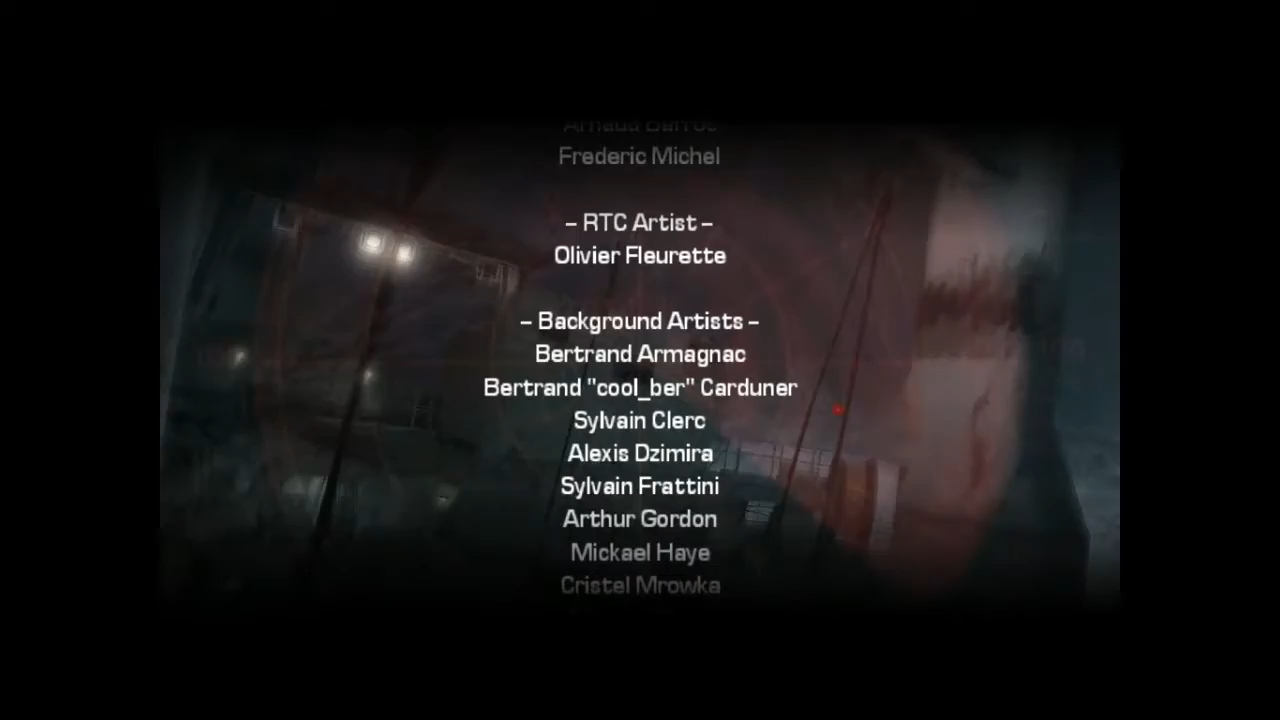 Frederic Michel
– RTC Artist –
Olivier Fleurette
– Background Artists –
Bertrand Armagnac
Bertrand "cool_ber" Carduner
Sylvain Clerc
Alexis Dzimira
Sylvain Frattini
Arthur Gordon
Mickael Haye
Cristel Mrowka